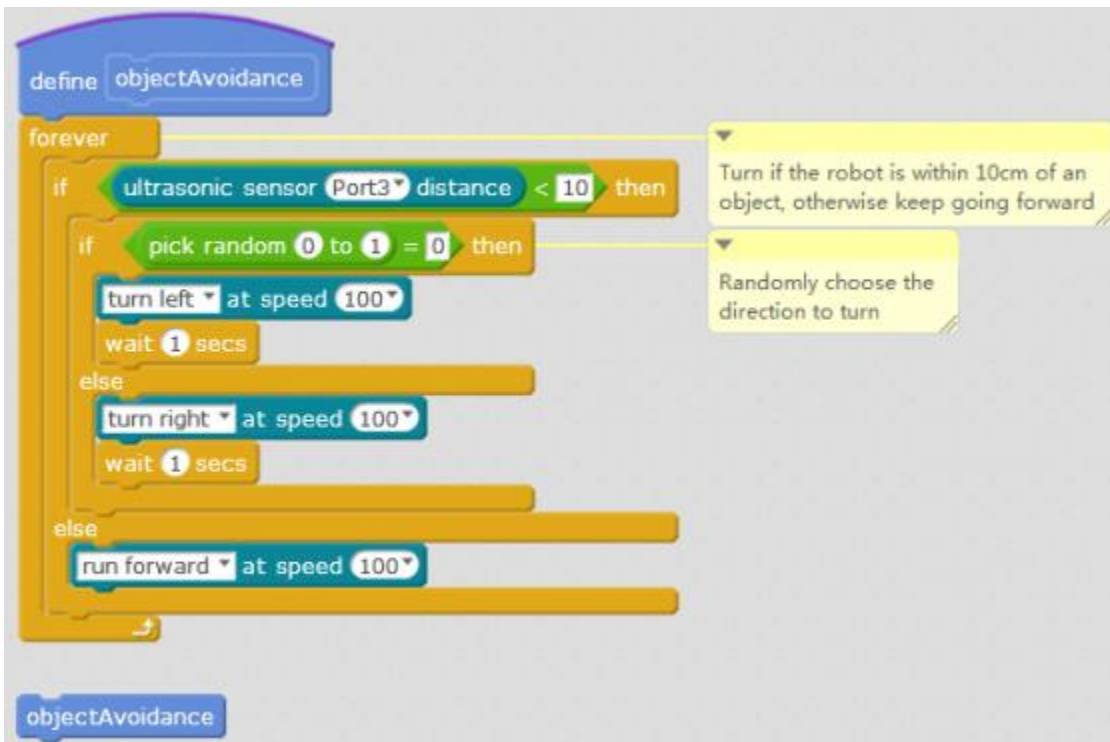 define objectAvoidance
forever
Turn if the robot is within 10cm of an
object, otherwise keep going forward
if ultrasonic sensor Port3 distance < 10 then
if pick random 0 to 1 = 0 then
Randomly choose the
direction to turn
turn left at speed 100
wait 1 secs
else
turn right at speed 100
wait 1 secs
else
run forward at speed 100
objectAvoidance